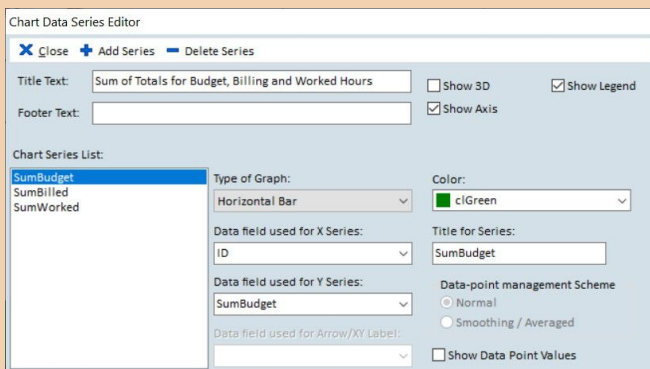 Chart Data Series Editor
Close Add Series Delete Series
Title Text: Sum of Totals for Budget, Billing and Worked Hours
Show 3D Show Legend
Footer Text:
Show Axis
Chart Series List:
SumBudget
SumBilled
SumWorked
Type of Graph:
Horizontal Bar
Data field used for X Series:
ID
Data field used for Y Series:
SumBudget
Data field used for Arrow/XY Label:
Color:
clGreen
Title for Series:
SumBudget
Data-point management Scheme
Normal
Smoothing / Averaged
Show Data Point Values